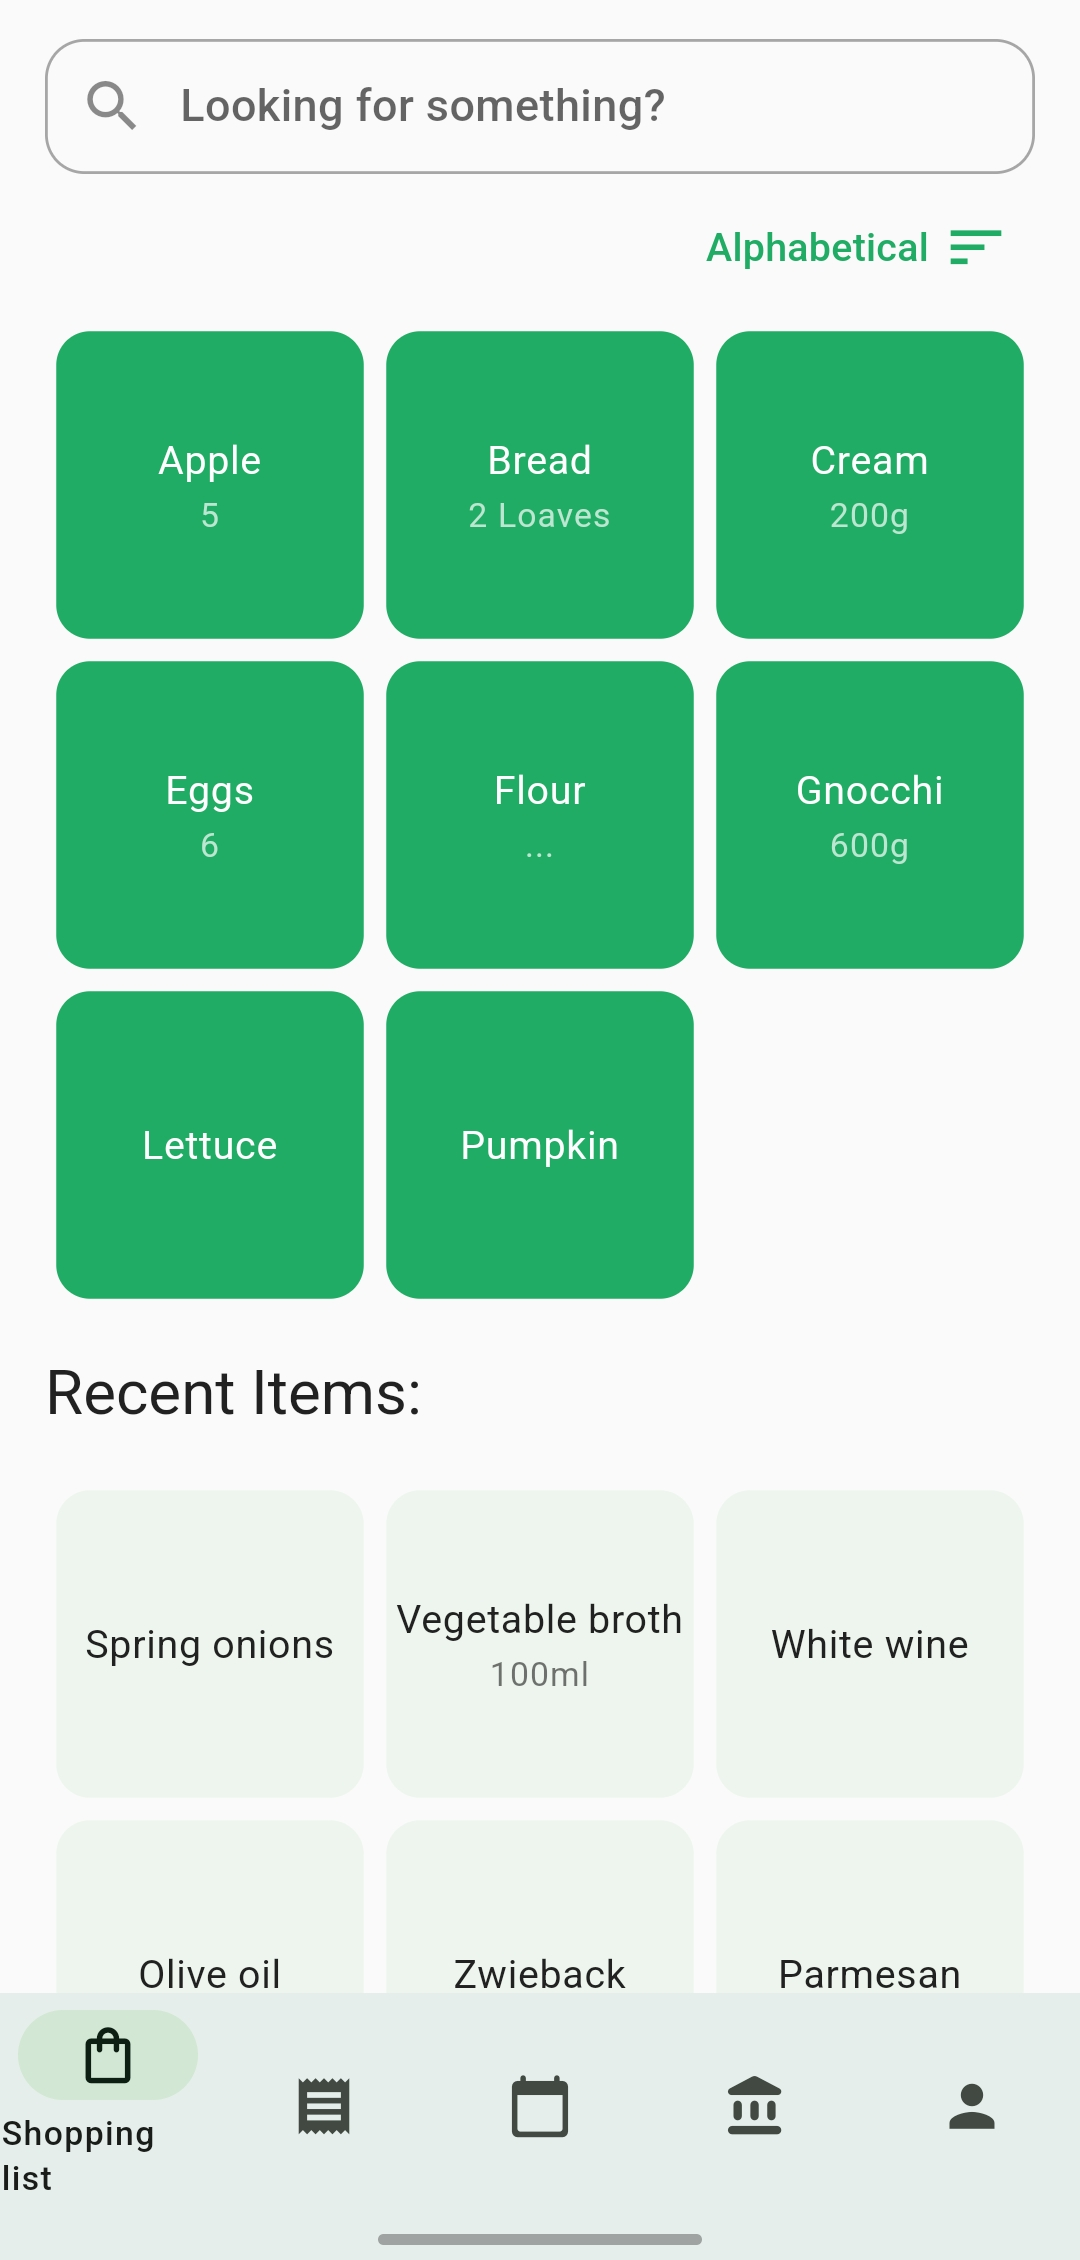 Looking for something?
Alphabetical
Apple
5
Bread
2 Loaves
Cream
200g
Eggs
6
Flour
...
Gnocchi
600g
Lettuce
Pumpkin
Recent Items:
Spring onions
Vegetable broth
100ml
White wine
Olive oil
Zwieback
Parmesan
Shopping
list